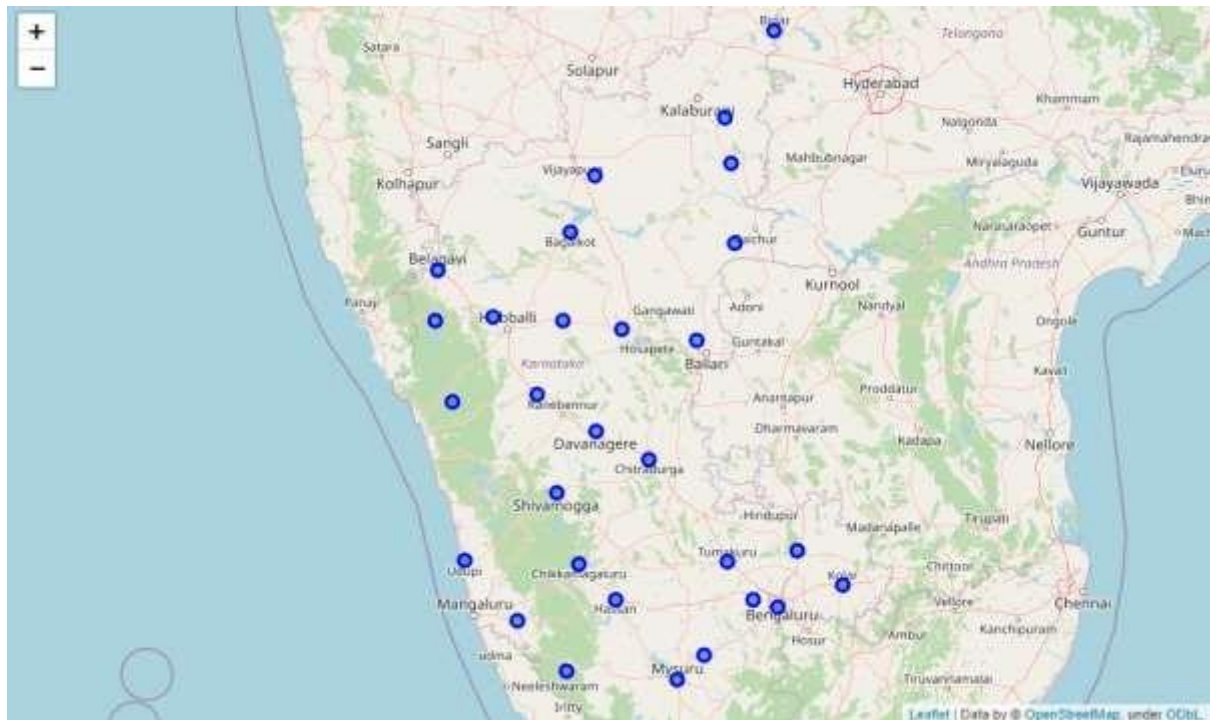 +
−
Bidar
Satara
Telangana
Solapur
Hyderabad
Kalaburagi
Khammam
Nalgonda
Rajamahendra
Sangli
Mahbubnagar
Miryalaguda
Vijayapura
Kolhapur
Vijayawada
Eluru
Bhim
Narasaraopet
Guntur
Mach
Bagalkot
Raichur
Belagavi
Andhra Pradesh
Kurnool
Panaji
Gangawati
Adoni
Nandyal
Ongole
Hubballi
Hosapete
Guntakal
Ballari
Karnataka
Kavali
Proddatur
Anantapur
Ranebennur
Dharmavaram
Kadapa
Nellore
Davanagere
Chitradurga
Shivamogga
Hindupur
Madanapalle
Tirupati
Tumakuru
Udupi
Chikkamagaluru
Kolar
Chittoor
Mangaluru
Hassan
Bengaluru
Vellore
Chennai
Hosur
Ambur
Kanchipuram
udma
Mysuru
Neeleshwaram
Tiruvannamalai
Iritty
Leaflet | Data by © OpenStreetMap, under ODbL.